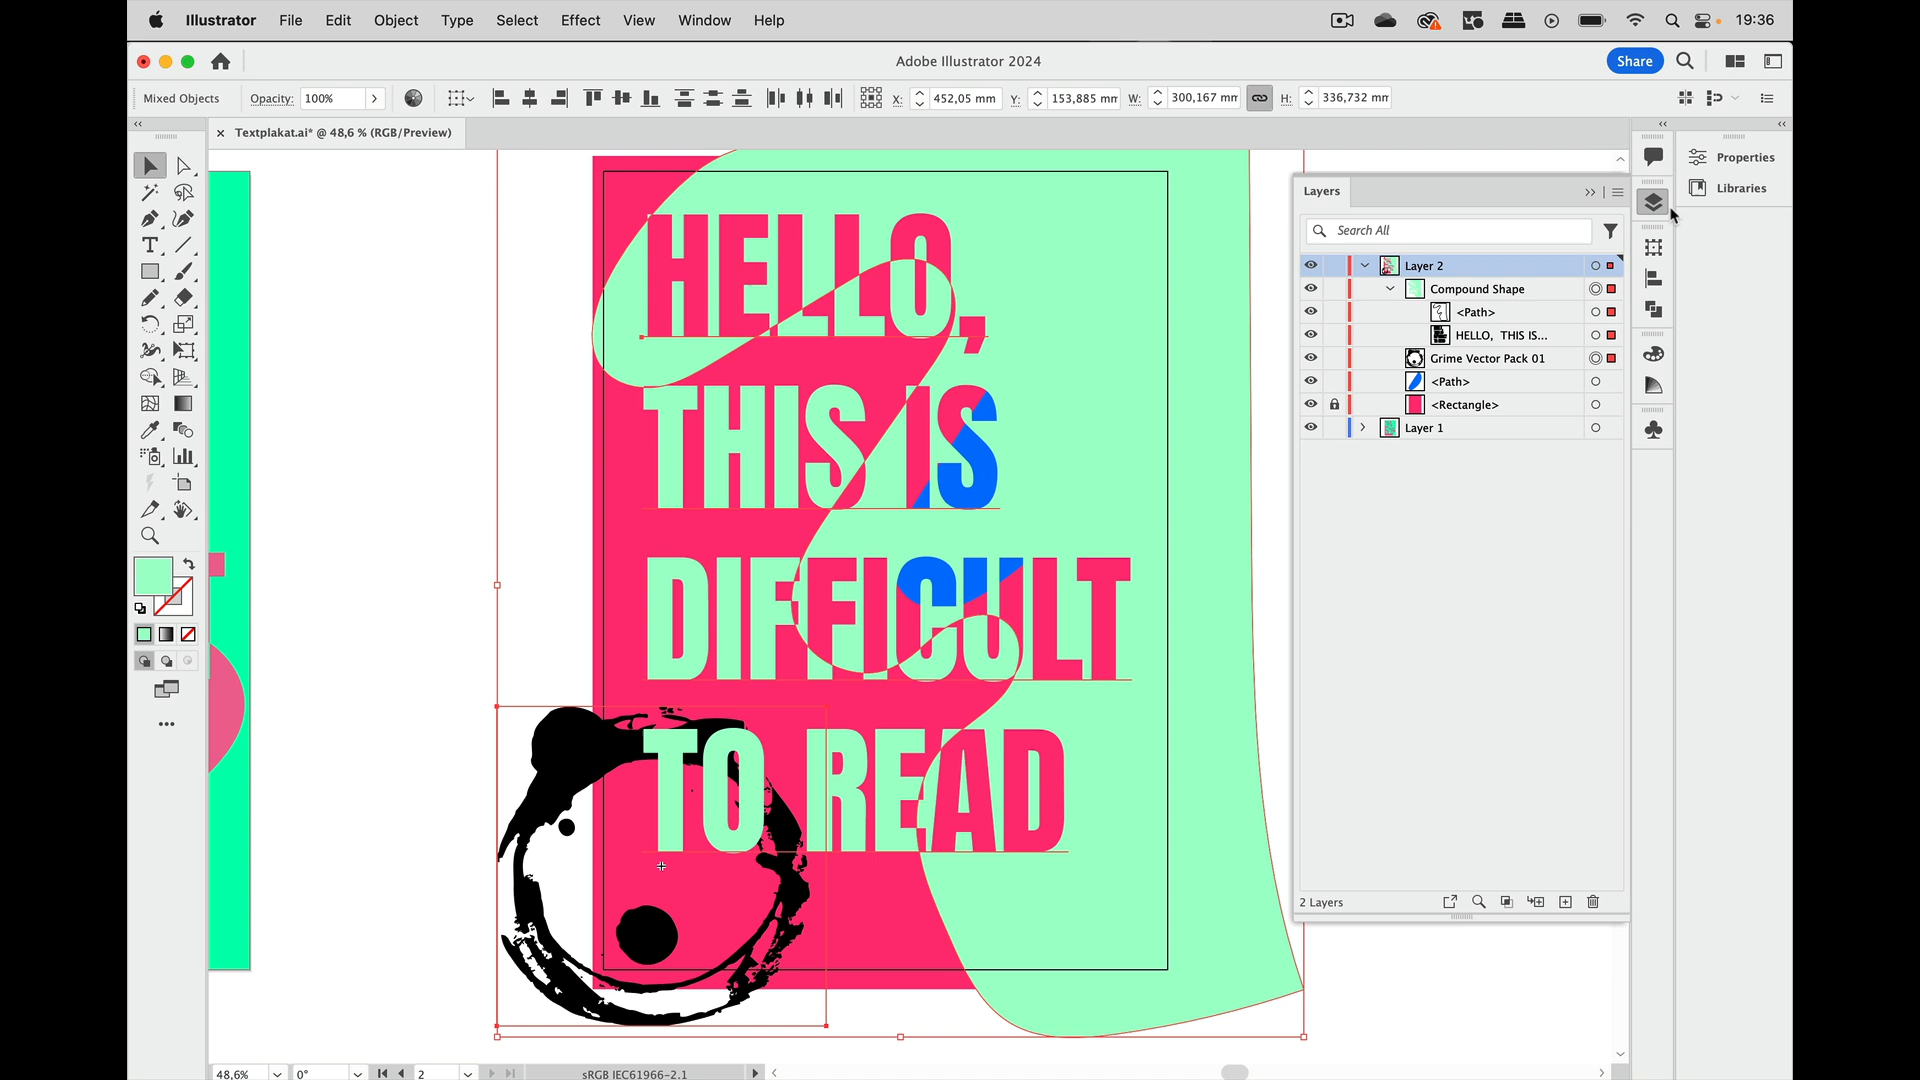 Illustrator File Edit Object Type Select Effect View Window Help
19:36
Adobe Illustrator 2024
Share
Mixed Objects
Opacity: 100%
X: 452,05 mm
Y: 153,885 mm
W: 300,167 mm
H: 336,732 mm
Textplakat.ai* @ 48,6 % (RGB/Preview)
Properties
Libraries
Layers
Search All
Layer 2
Compound Shape
<Path>
HELLO, THIS IS...
Grime Vector Pack 01
<Path>
<Rectangle>
Layer 1
2 Layers
HELLO,
THIS IS
DIFFICULT
TO READ
48,6%
0°
2
sRGB IEC61966-2.1